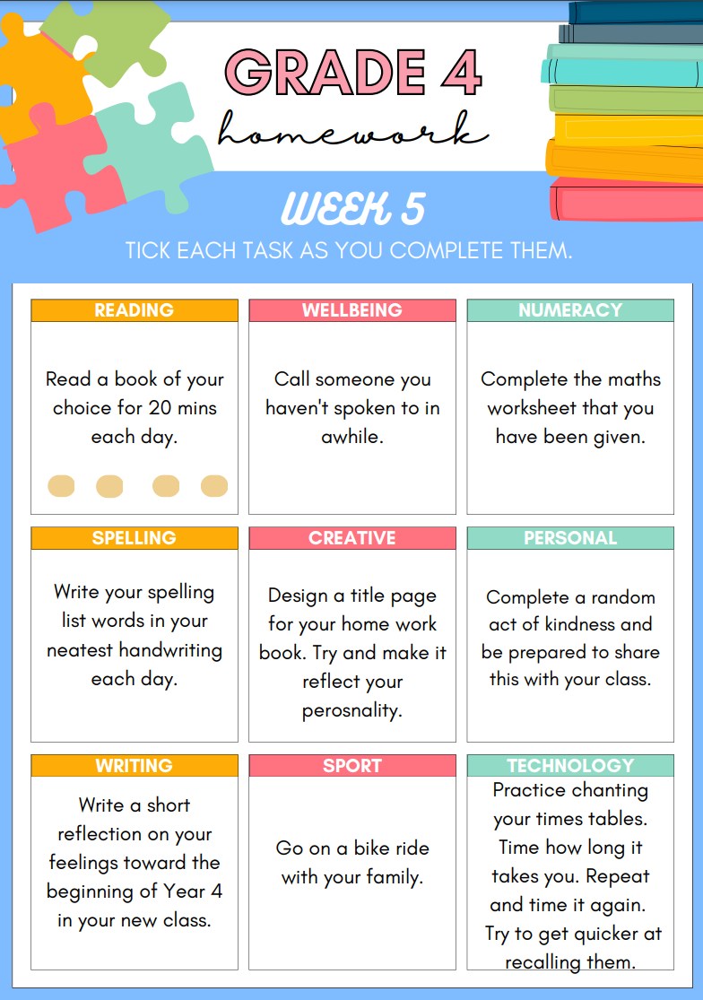 GRADE 4
homework
WEEK 5
TICK EACH TASK AS YOU COMPLETE THEM.
READING
Read a book of your
choice for 20 mins
each day.
WELLBEING
Call someone you
haven't spoken to in
awhile.
NUMERACY
Complete the maths
worksheet that you
have been given.
SPELLING
Write your spelling
list words in your
neatest handwriting
each day.
CREATIVE
Design a title page
for your home work
book. Try and make it
reflect your
perosnality.
PERSONAL
Complete a random
act of kindness and
be prepared to share
this with your class.
WRITING
Write a short
reflection on your
feelings toward the
beginning of Year 4
in your new class.
SPORT
Go on a bike ride
with your family.
TECHNOLOGY
Practice chanting
your times tables.
Time how long it
takes you. Repeat
and time it again.
Try to get quicker at
recalling them.